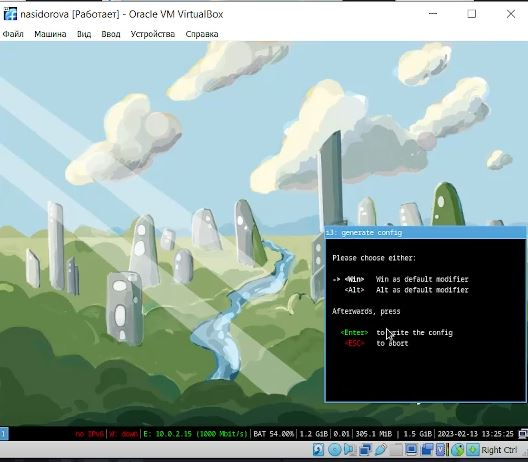 nasidorova [Работает] - Oracle VM VirtualBox
Файл Машина Вид Ввод Устройства Справка
i3: generate config
Please choose either:
-> <Win> Win as default modifier
<Alt> Alt as default modifier
Afterwards, press
<Enter> to write the config
<ESC> to abort
1 no IPv6 W: down E: 10.0.2.15 (1000 Mbit/s) BAT 54.00% 1.2 GiB 0.01 305.1 MiB | 1.5 GiB 2023-02-13 13:25:25
Right Ctrl